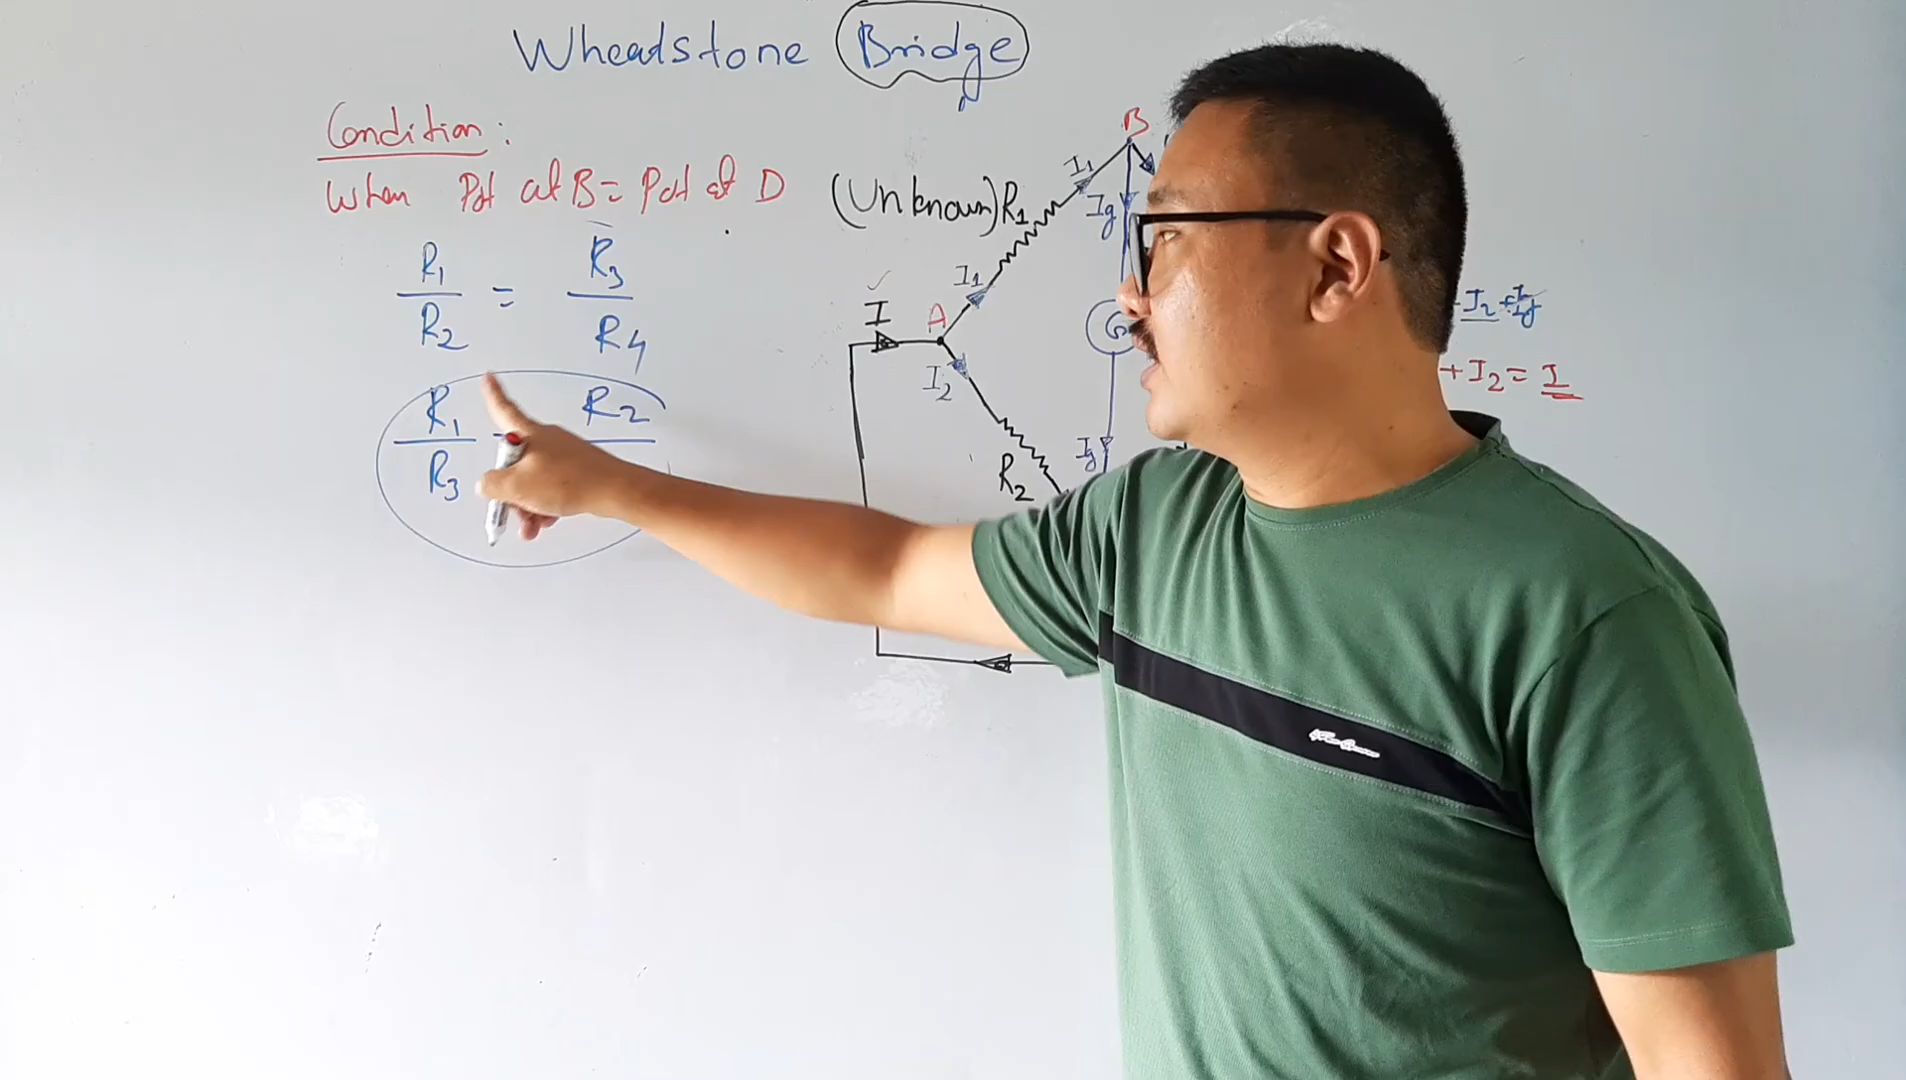 Wheatstone Bridge
Condition:
When Pot at B = Pot at D
R1/R2 = R3/R4
R1/R3 = R2
(Unknown) R1
I1
B
Ig
I1
I
A
G
I2
R2
Ig
I2 + Ig
+ I2 = I